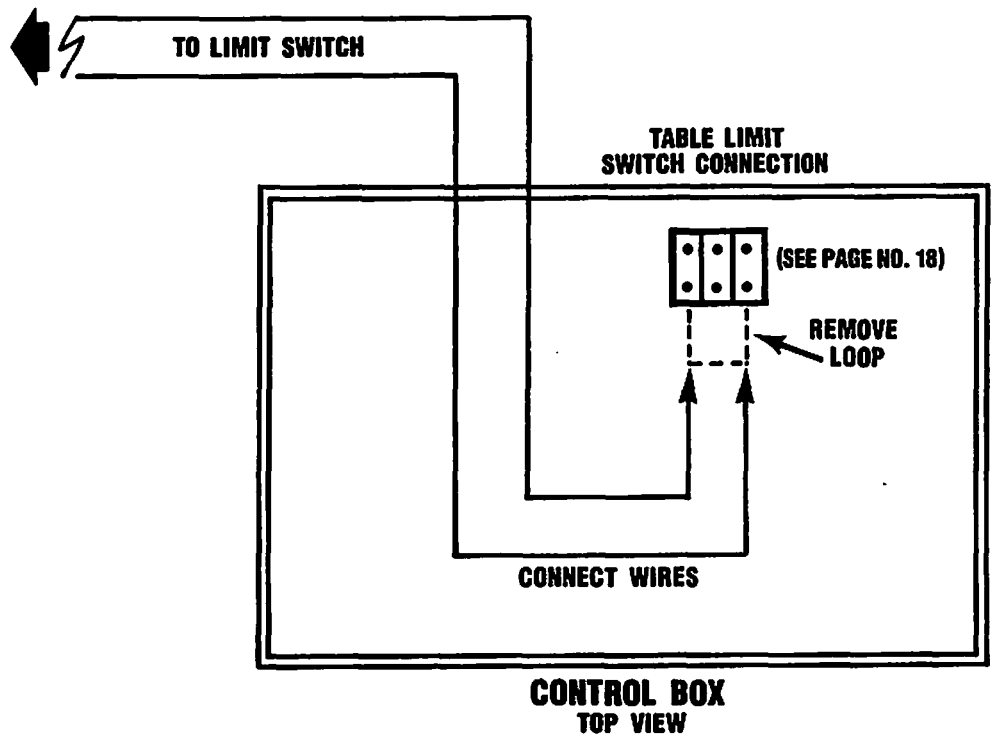 TO LIMIT SWITCH
TABLE LIMIT
SWITCH CONNECTION
(SEE PAGE NO. 18)
REMOVE
LOOP
CONNECT WIRES
CONTROL BOX
TOP VIEW